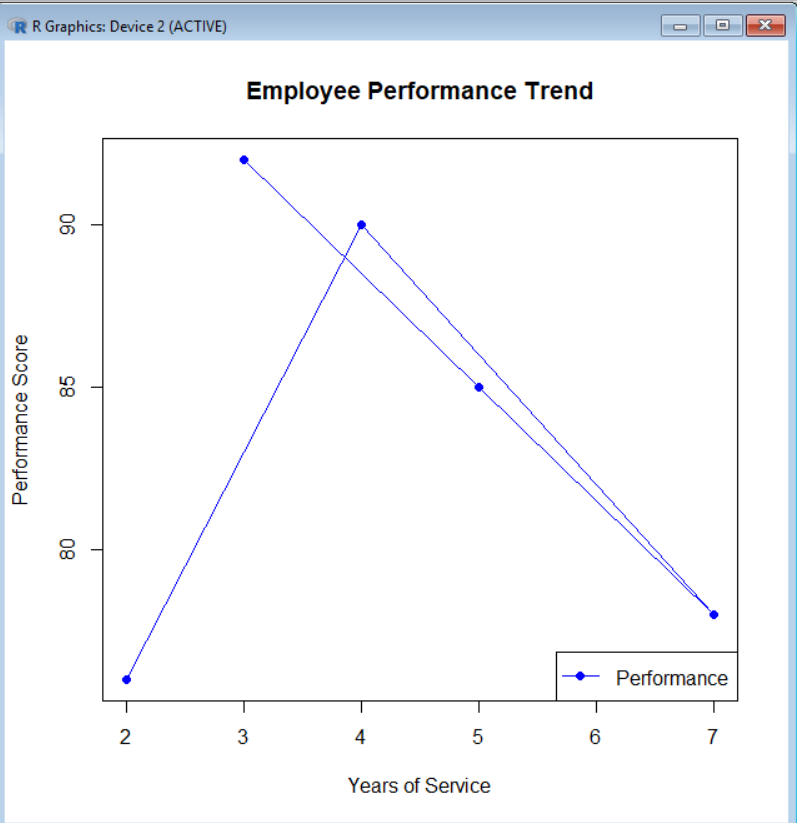 R Graphics: Device 2 (ACTIVE)
Employee Performance Trend
Performance Score
90
85
80
Performance
2 3 4 5 6 7
Years of Service